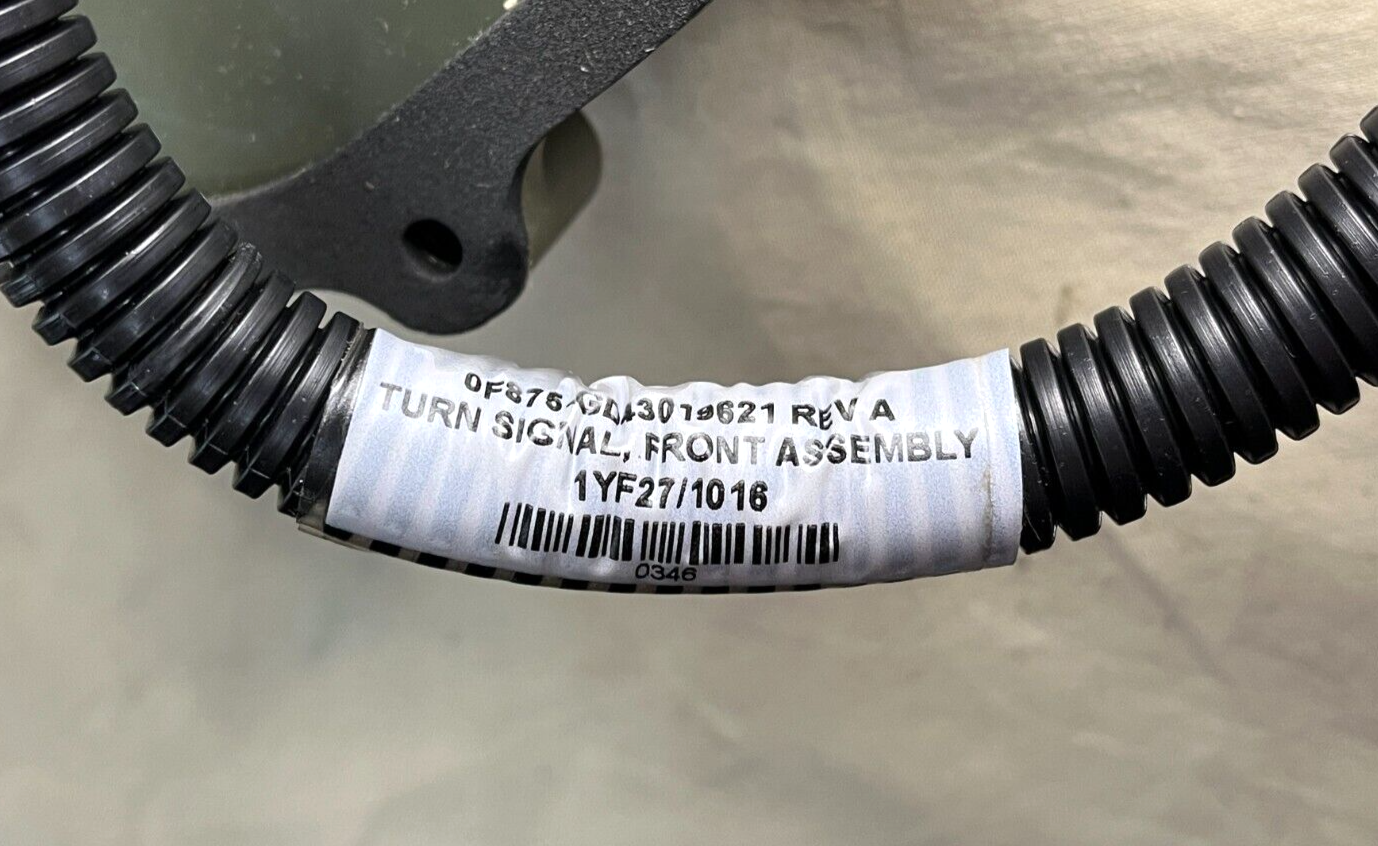 REV A
TURN SIGNAL, FRONT ASSEMBLY
1YF27/1016
0346